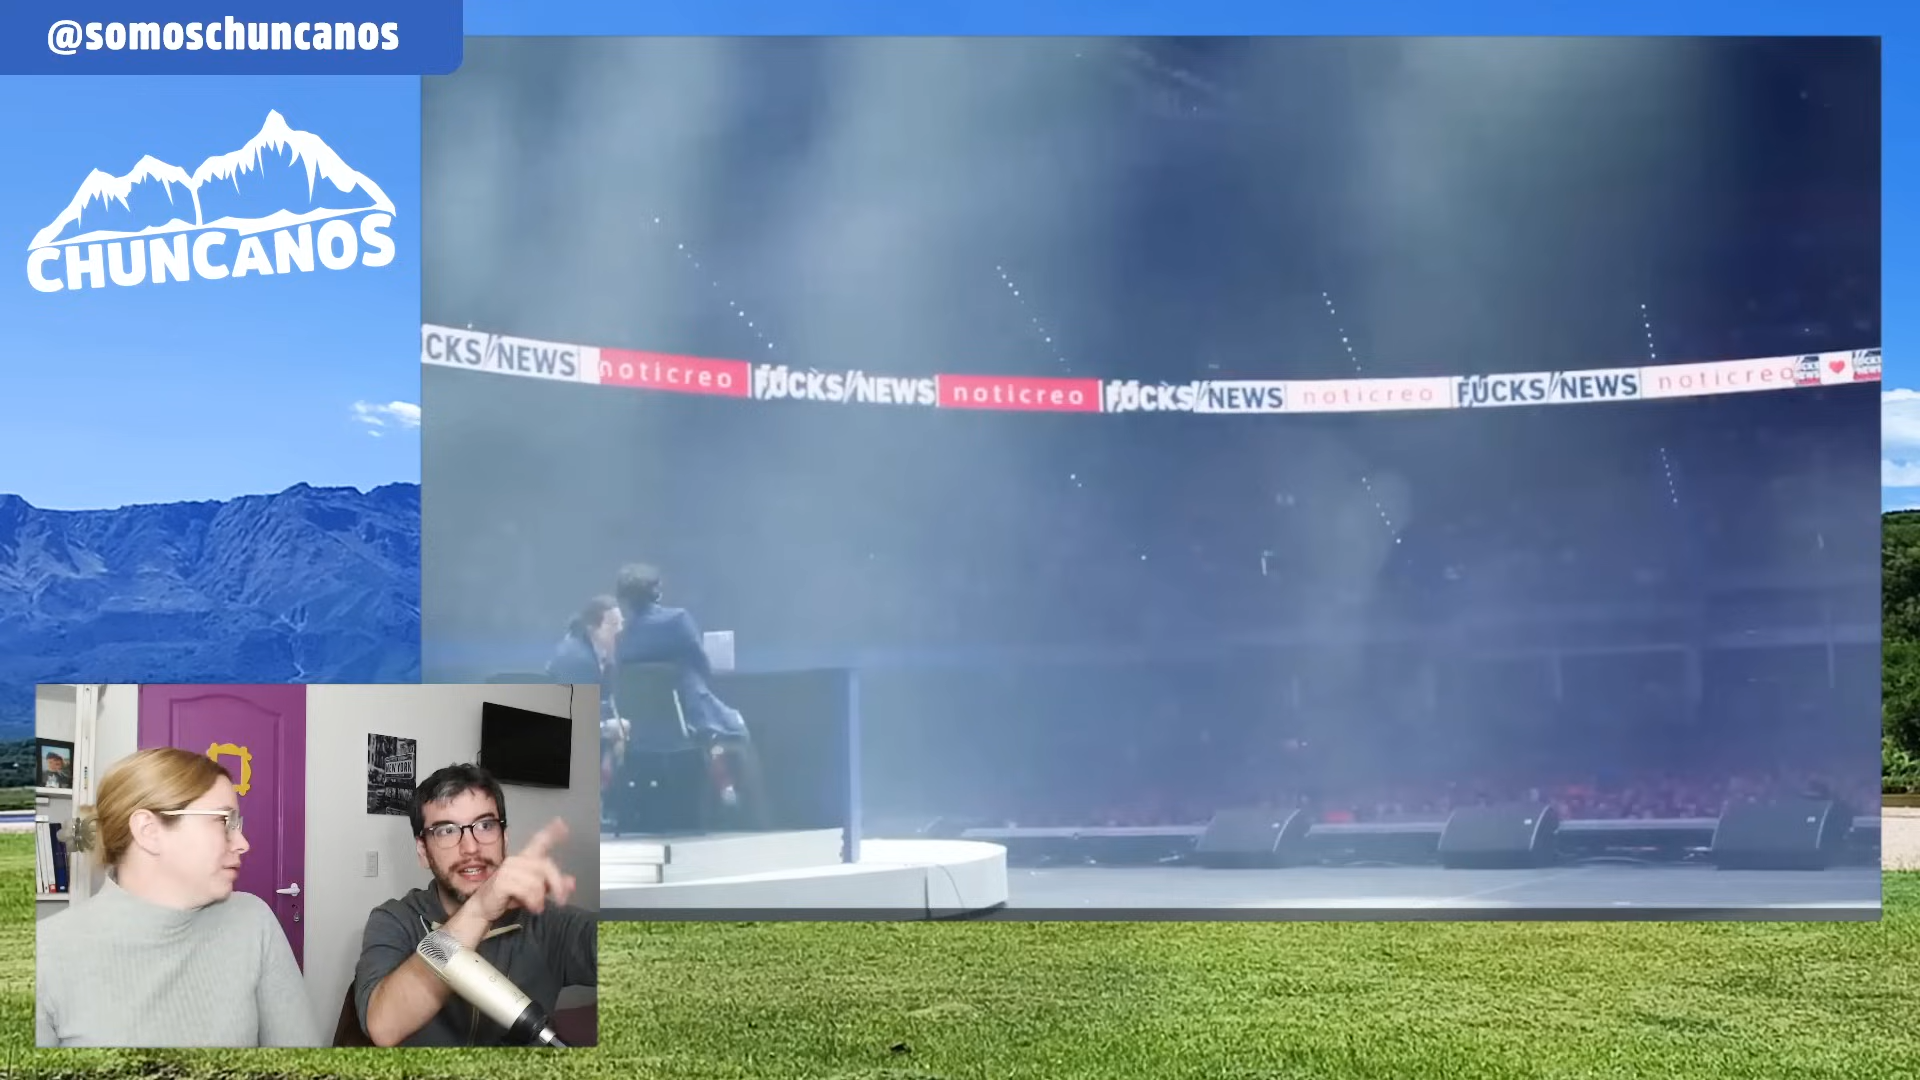 @somoschuncanos
CHUNCANOS
CKS NEWS noticreo FUCKS NEWS noticreo FUCKS NEWS noticreo FUCKS NEWS noticreo
NEW YORK